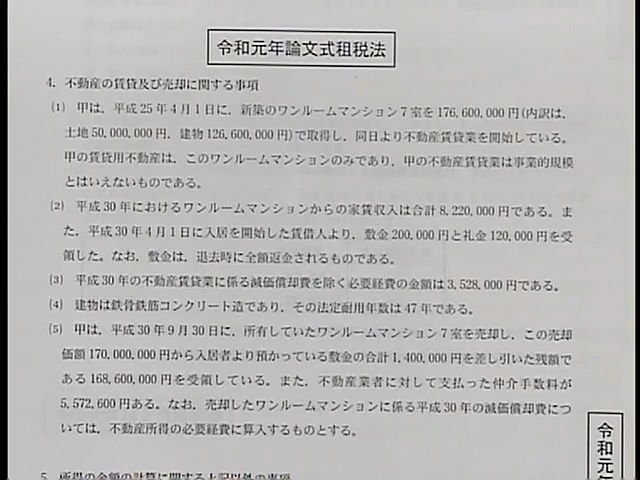 令和元年論文式租税法
4. 不動産の賃貸及び売却に関する事項
(1) 甲は、平成25年4月1日に、新築のワンルームマンション7室を176,600,000円(内訳は、
土地50,000,000円、建物126,600,000円)で取得し、同日より不動産賃貸業を開始している。
甲の賃貸用不動産は、このワンルームマンションのみであり、甲の不動産賃貸業は事業的規模
とはいえないものである。
(2) 平成30年におけるワンルームマンションからの家賃収入は合計8,220,000円である。ま
た、平成30年4月1日に入居を開始した賃借人より、敷金200,000円と礼金120,000円を受
領した。なお、敷金は、退去時に全額返金されるものである。
(3) 平成30年の不動産賃貸業に係る減価償却費を除く必要経費の金額は3,528,000円である。
(4) 建物は鉄骨鉄筋コンクリート造であり、その法定耐用年数は47年である。
(5) 甲は、平成30年9月30日に、所有していたワンルームマンション7室を売却し、この売却
価額170,000,000円から入居者より預かっている敷金の合計1,400,000円を差し引いた残額で
ある168,600,000円を受領している。また、不動産業者に対して支払った仲介手数料が
5,572,600円ある。なお、売却したワンルームマンションに係る平成30年の減価償却費につ
いては、不動産所得の必要経費に算入するものとする。
5. 所得の金額の計算に関する上記以外の事項
令和元年